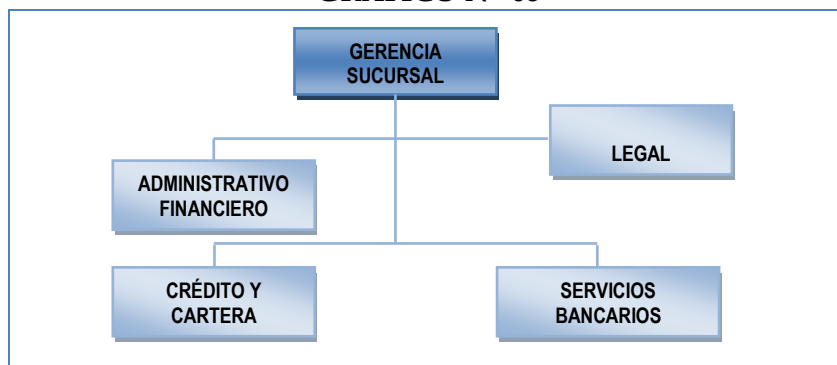 GERENCIA
SUCURSAL
LEGAL
ADMINISTRATIVO
FINANCIERO
CRÉDITO Y
CARTERA
SERVICIOS
BANCARIOS